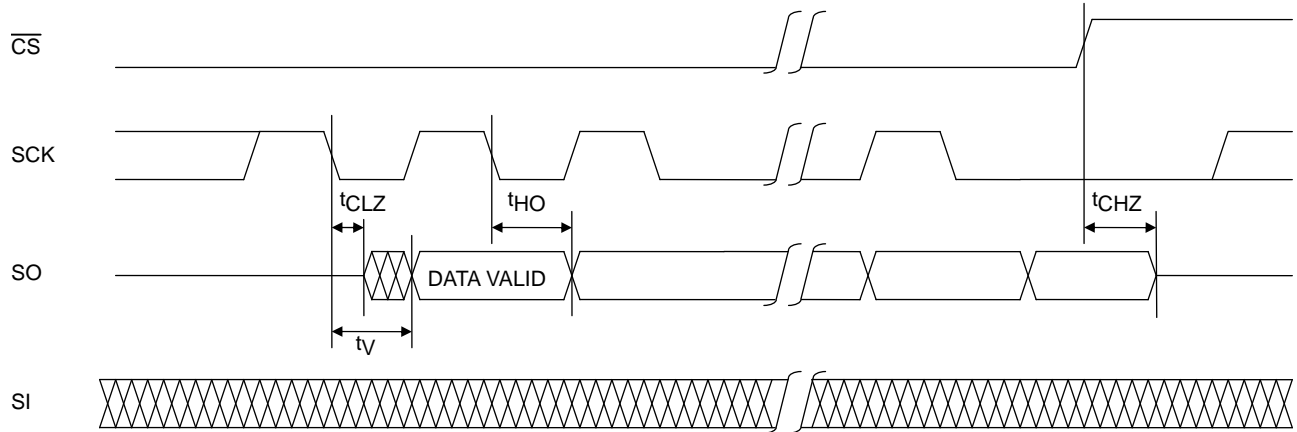 CS
SCK
tCLZ
tHO
tCHZ
SO
DATA VALID
tV
SI